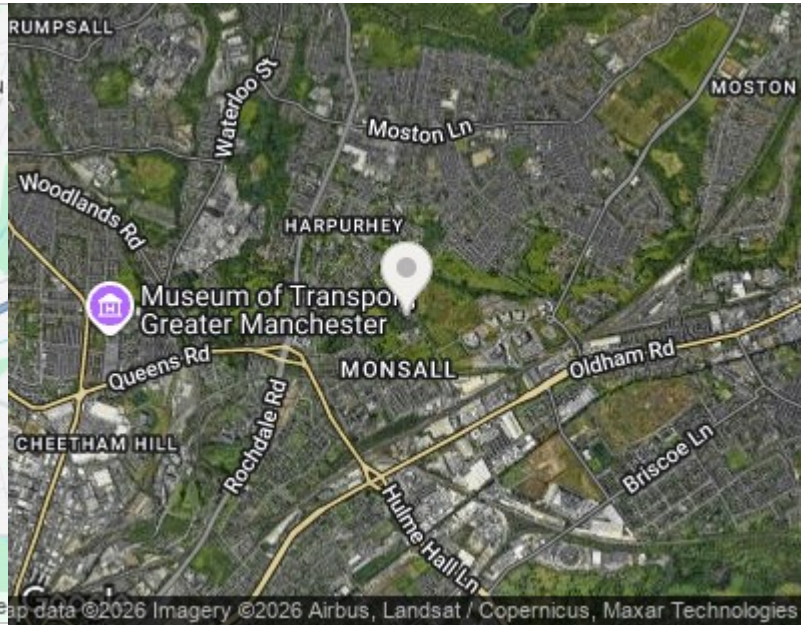 RUMPSALL
MOSTON
Waterloo St
Moston Ln
Woodlands Rd
HARPURHEY
Museum of Transport
Greater Manchester
Queens Rd
MONSALL
Oldham Rd
Rochdale Rd
CHEETHAM HILL
Briscoe Ln
Hulme Hall Ln
Google
ap data ©2026 Imagery ©2026 Airbus, Landsat / Copernicus, Maxar Technologies